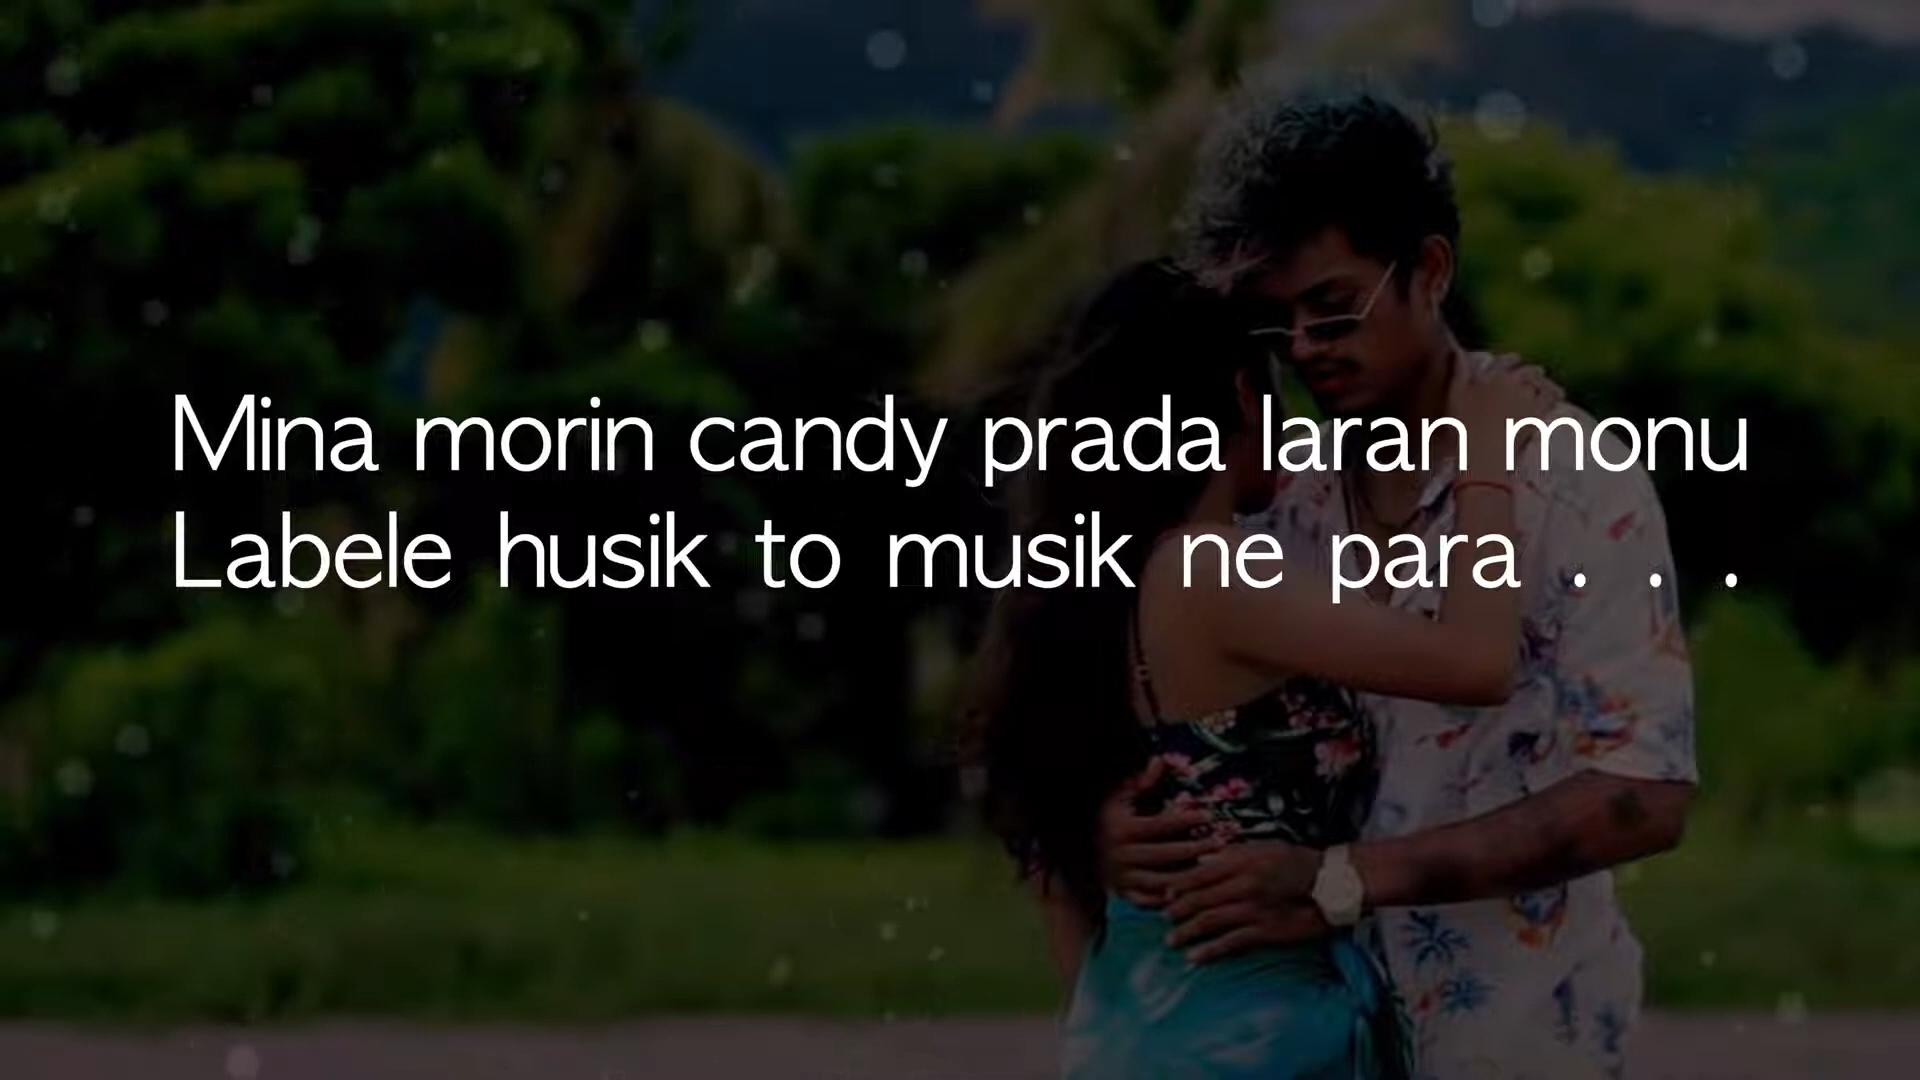 Mina morin candy prada laran monu
Labele husik to musik ne para . . .